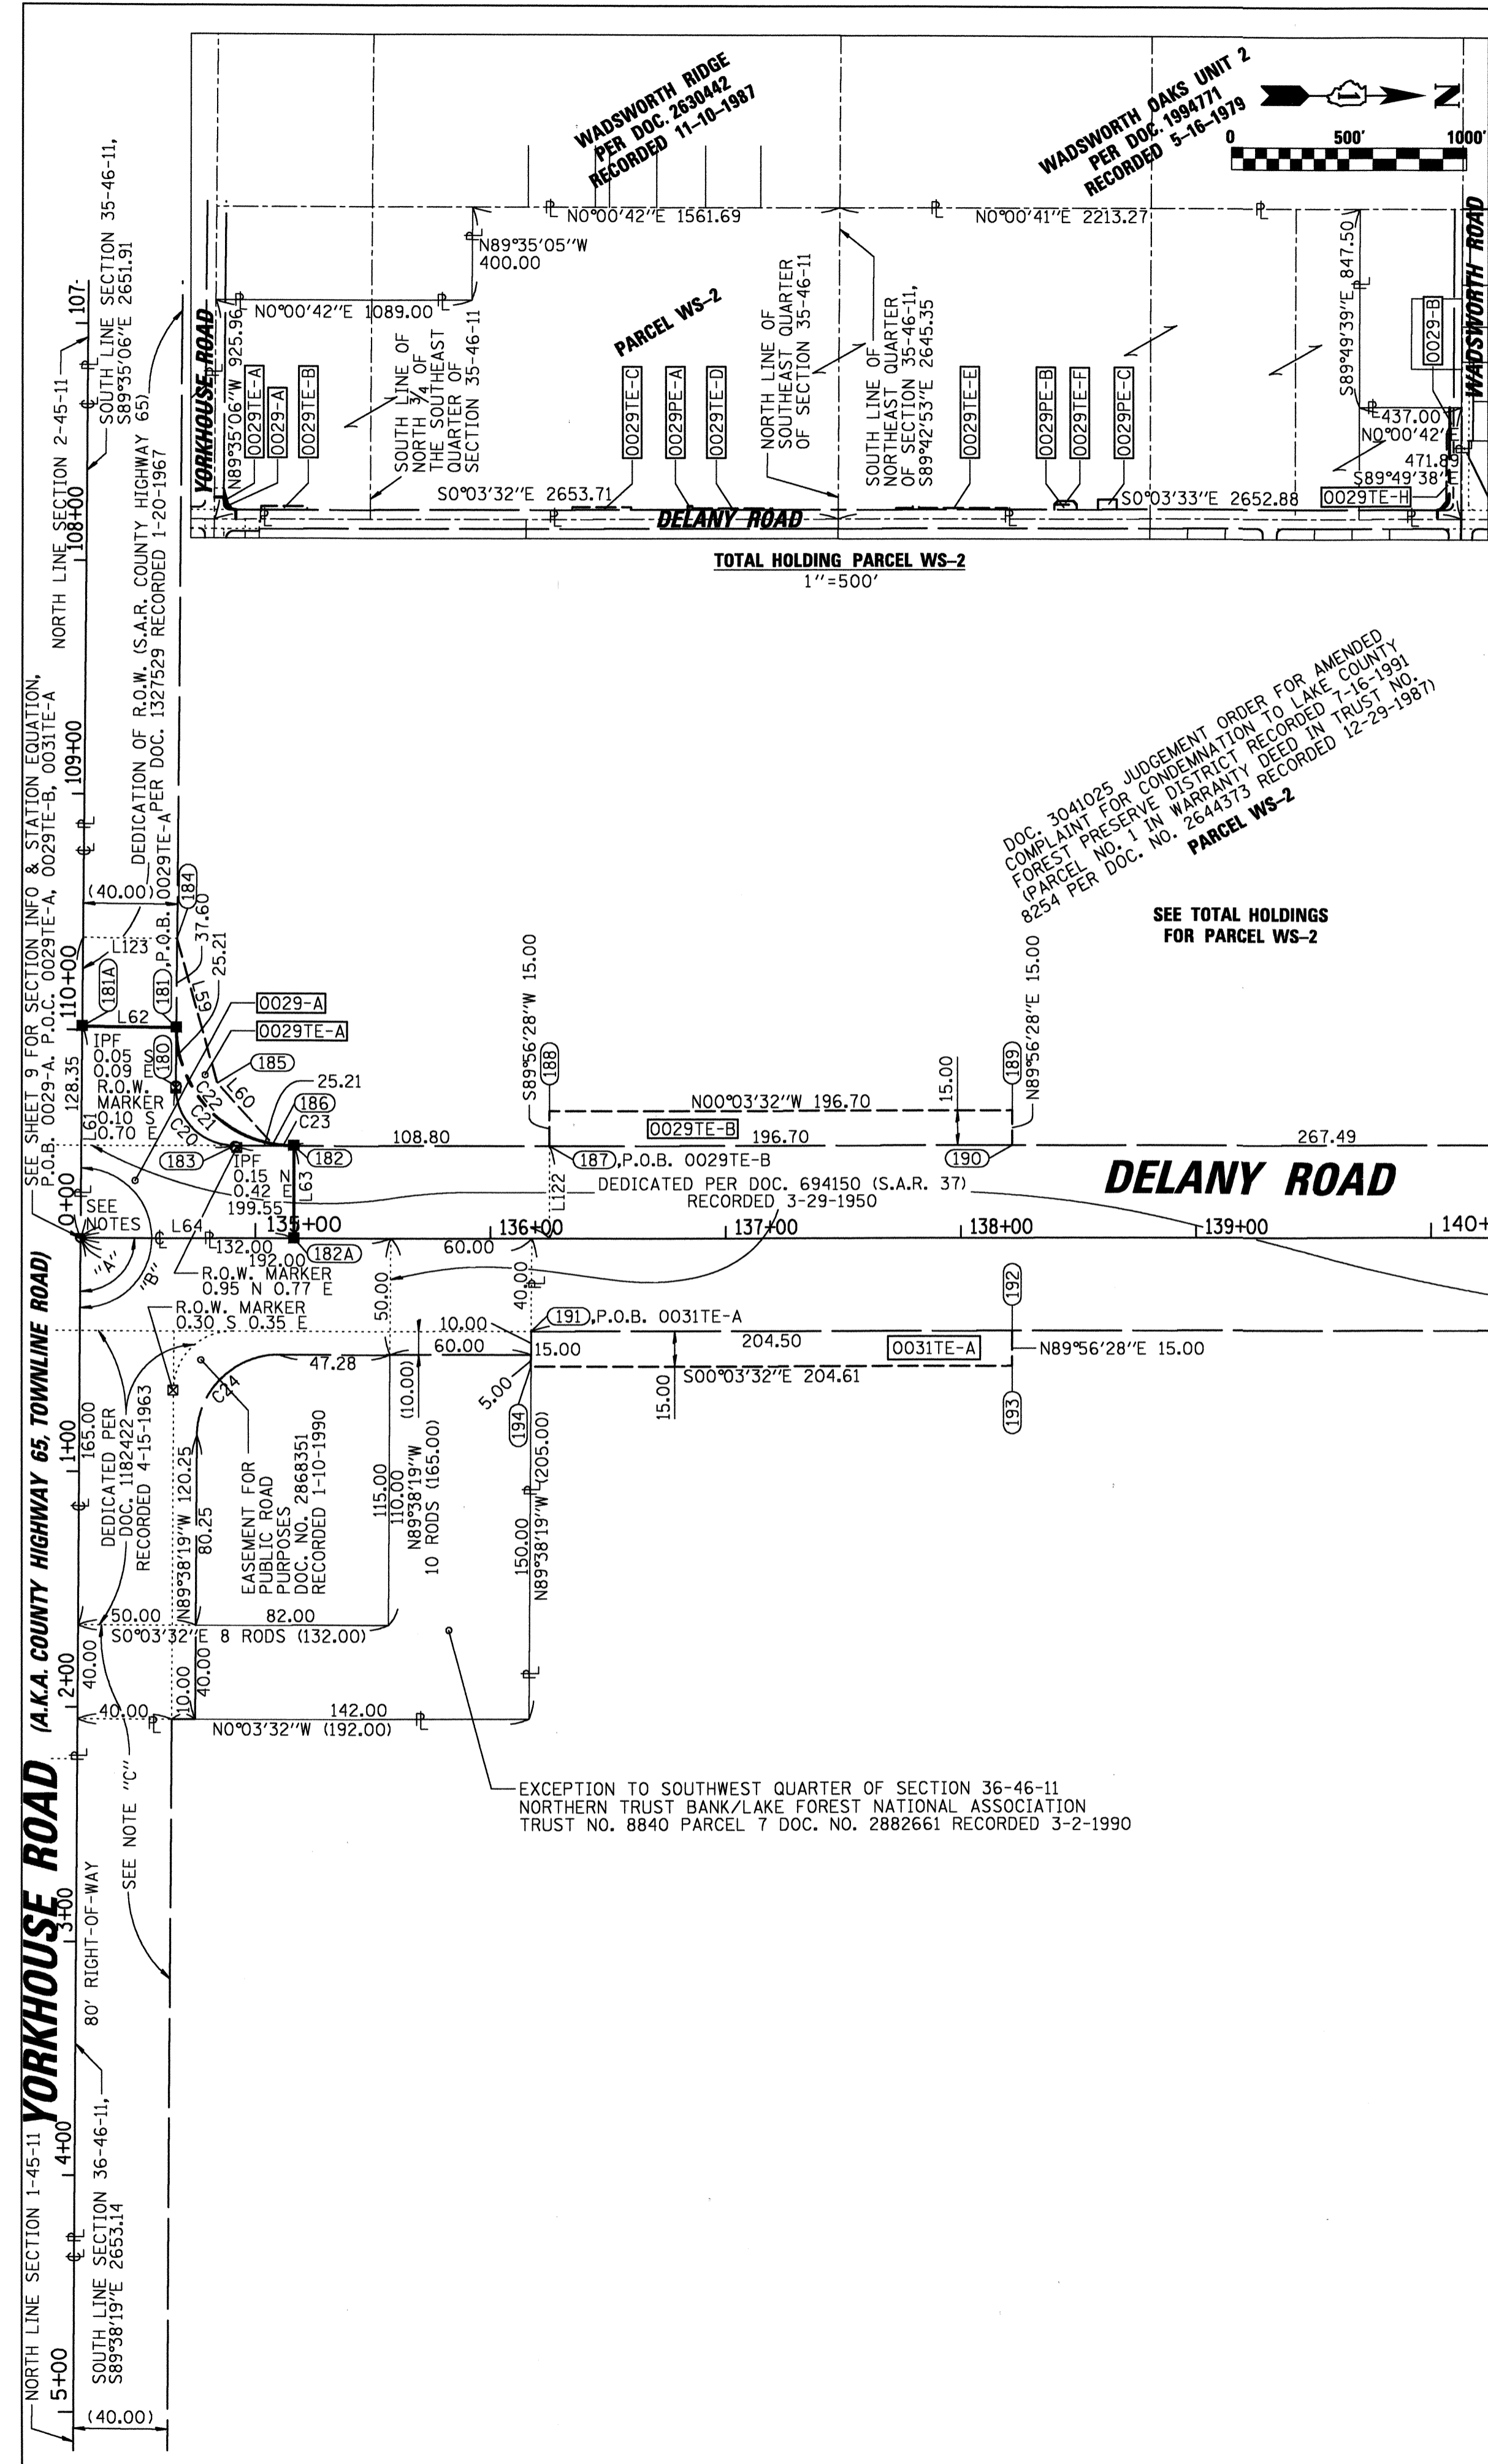 WADSWORTH RIDGE
PER DOC. 2630442
RECORDED 11-10-1987
WADSWORTH OAKS UNIT 2
PER DOC. 1994771
RECORDED 5-16-1979
N
0 500' 1000'
N0°00'42"E 1561.69
N0°00'41"E 2213.27
N89°35'05"W
400.00
N0°00'42"E 1089.00
YORKHOUSE ROAD
N89°35'06"W 925.96
0029TE-A
0029-A
0029TE-B
SOUTH LINE OF
NORTH 3/4 OF
THE SOUTHEAST
QUARTER OF
SECTION 35-46-11
PARCEL WS-2
0029TE-C
0029PE-A
0029TE-D
NORTH LINE OF
SOUTHEAST QUARTER
OF SECTION 35-46-11
SOUTH LINE OF
NORTHEAST QUARTER
OF SECTION 35-46-11,
S89°42'53"E 2645.35
0029TE-E
0029PE-B
0029TE-F
0029PE-C
S89°49'39"E 847.50
0029-B
WADSWORTH ROAD
437.00
N0°00'42"E
471.89
S89°49'38"E
0029TE-H
S0°03'32"E 2653.71
S0°03'33"E 2652.88
DELANY ROAD
TOTAL HOLDING PARCEL WS-2
1"=500'
NORTH LINE SECTION 2-45-11
107+
SOUTH LINE SECTION 35-46-11,
S89°35'06"E 2651.91
108+00
DEDICATION OF R.O.W. (S.A.R. COUNTY HIGHWAY 65)
PER DOC. 1327529 RECORDED 1-20-1967
109+00
SEE SHEET 9 FOR SECTION INFO & STATION EQUATION,
P.O.B. 0029-A. P.O.C. 0029TE-A, 0029TE-B, 0031TE-A
DOC. 3041025 JUDGEMENT ORDER FOR AMENDED
COMPLAINT FOR CONDEMNATION TO LAKE COUNTY
FOREST PRESERVE DISTRICT RECORDED 7-16-1991
(PARCEL NO. 1 IN WARRANTY DEED IN TRUST NO.
8254 PER DOC. NO. 2644373 RECORDED 12-29-1987)
PARCEL WS-2
SEE TOTAL HOLDINGS
FOR PARCEL WS-2
(40.00)
184
L123
37.60
25.21
110+00
181A
181, P.O.B. 0029TE-A
L59
L62
0029-A
0029TE-A
IPF
0.05 S
0.09 E
180
R.O.W.
MARKER
0.10 S
0.70 E
128.35
L61
185
L60
C22
C21
C20
25.21
186
C23
183
182
IPF
0.15 N
0.42 E
L63
199.55
108.80
S89°56'28"W 15.00
188
N00°03'32"W 196.70
0029TE-B
196.70
15.00
189
N89°56'28"E 15.00
190
187, P.O.B. 0029TE-B
267.49
DELANY ROAD
L122
DEDICATED PER DOC. 694150 (S.A.R. 37)
RECORDED 3-29-1950
0+00
SEE
NOTES
L64
135+00
136+00
137+00
138+00
139+00
140+
132.00
192.00
182A
60.00
"A"
"B"
R.O.W. MARKER
0.95 N 0.77 E
R.O.W. MARKER
0.30 S 0.35 E
50.00
40.00
192
10.00
191, P.O.B. 0031TE-A
60.00
15.00
204.50
0031TE-A
N89°56'28"E 15.00
47.28
(10.00)
5.00
15.00
S00°03'32"E 204.61
194
193
C24
165.00
1+00
DEDICATED PER
DOC. 1182422
RECORDED 4-15-1963
N89°38'19"W 120.25
80.25
EASEMENT FOR
PUBLIC ROAD
PURPOSES
DOC. NO. 2868351
RECORDED 1-10-1990
115.00
110.00
N89°38'19"W
10 RODS (165.00)
150.00
N89°38'19"W (205.00)
50.00
82.00
S0°03'32"E 8 RODS (132.00)
40.00
2+00
10.00
40.00
40.00
142.00
N0°03'32"W (192.00)
EXCEPTION TO SOUTHWEST QUARTER OF SECTION 36-46-11
NORTHERN TRUST BANK/LAKE FOREST NATIONAL ASSOCIATION
TRUST NO. 8840 PARCEL 7 DOC. NO. 2882661 RECORDED 3-2-1990
YORKHOUSE ROAD (A.K.A. COUNTY HIGHWAY 65, TOWNLINE ROAD)
SEE NOTE "C"
80' RIGHT-OF-WAY
3+00
4+00
5+00
NORTH LINE SECTION 1-45-11
SOUTH LINE SECTION 36-46-11,
S89°38'19"E 2653.14
(40.00)